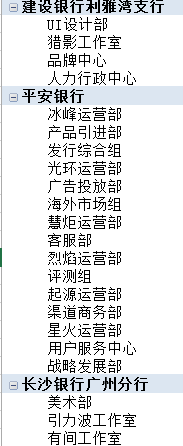 建设银行利雅湾支行
UI设计部
猎影工作室
品牌中心
人力行政中心
平安银行
冰峰运营部
产品引进部
发行综合组
光环运营部
广告投放部
海外市场组
慧炬运营部
客服部
烈焰运营部
评测组
起源运营部
渠道商务部
星火运营部
用户服务中心
战略发展部
长沙银行广州分行
美术部
引力波工作室
有间工作室